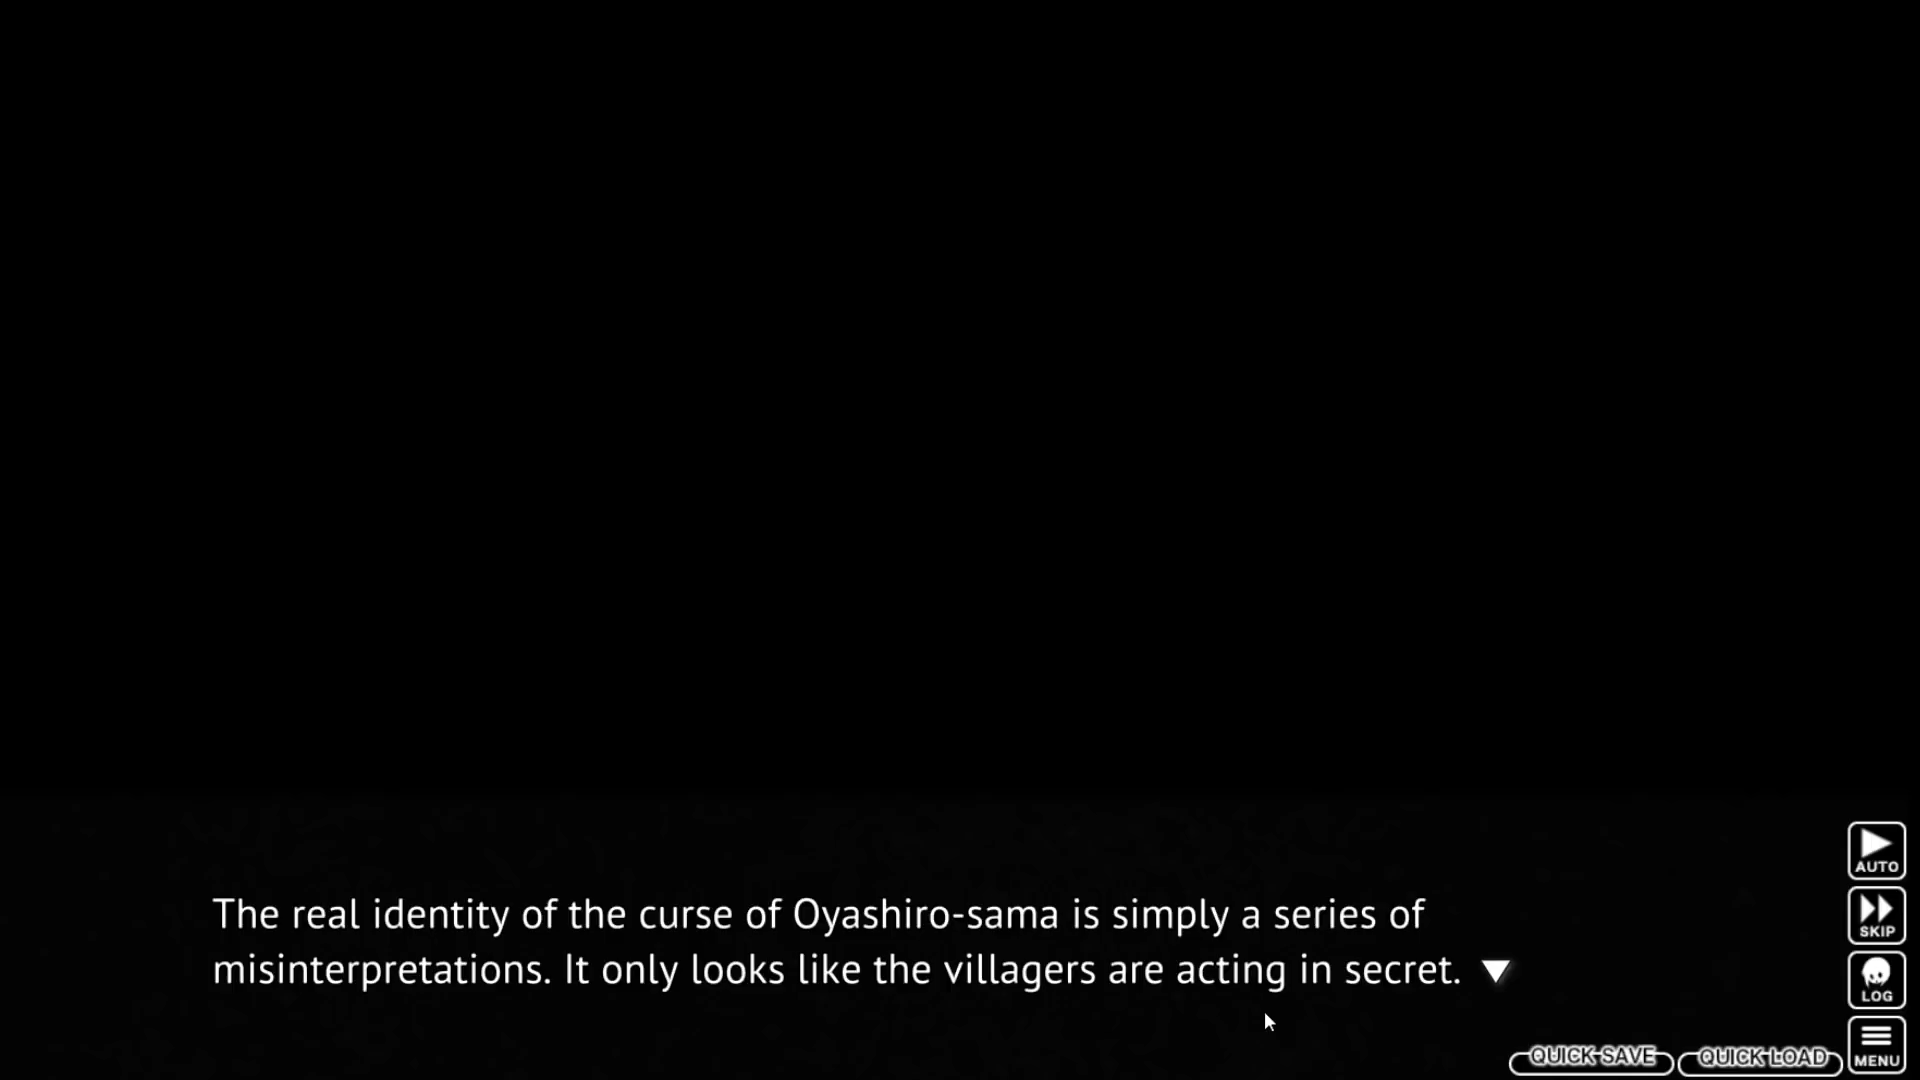 The real identity of the curse of Oyashiro-sama is simply a series of
misinterpretations. It only looks like the villagers are acting in secret.
AUTO
SKIP
LOG
MENU
QUICK SAVE
QUICK LOAD